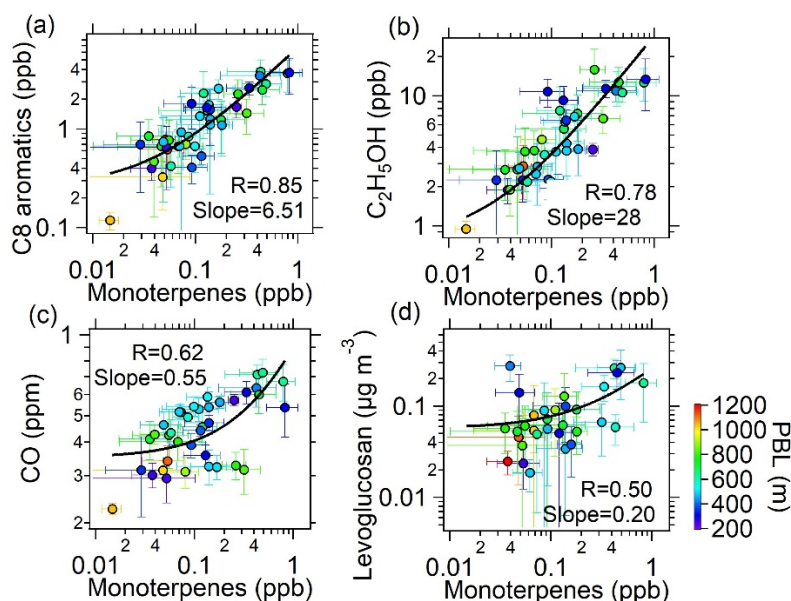 (a)
C8 aromatics (ppb)
4
2
1
4
2
0.1
R=0.85
Slope=6.51
0.01 2 4 0.1 2 4 1
Monoterpenes (ppb)
(b)
C₂H₅OH (ppb)
2
10
4
2
1
R=0.78
Slope=28
0.01 2 4 0.1 2 4 1
Monoterpenes (ppb)
(c)
CO (ppm)
1
6
5
4
3
2
R=0.62
Slope=0.55
0.01 2 4 0.1 2 4 1
Monoterpenes (ppb)
(d)
Levoglucosan (µg m⁻³)
4
2
0.1
4
2
0.01
R=0.50
Slope=0.20
0.01 2 4 0.1 2 4 1
Monoterpenes (ppb)
1200
1000
800
600
400
200
PBL (m)